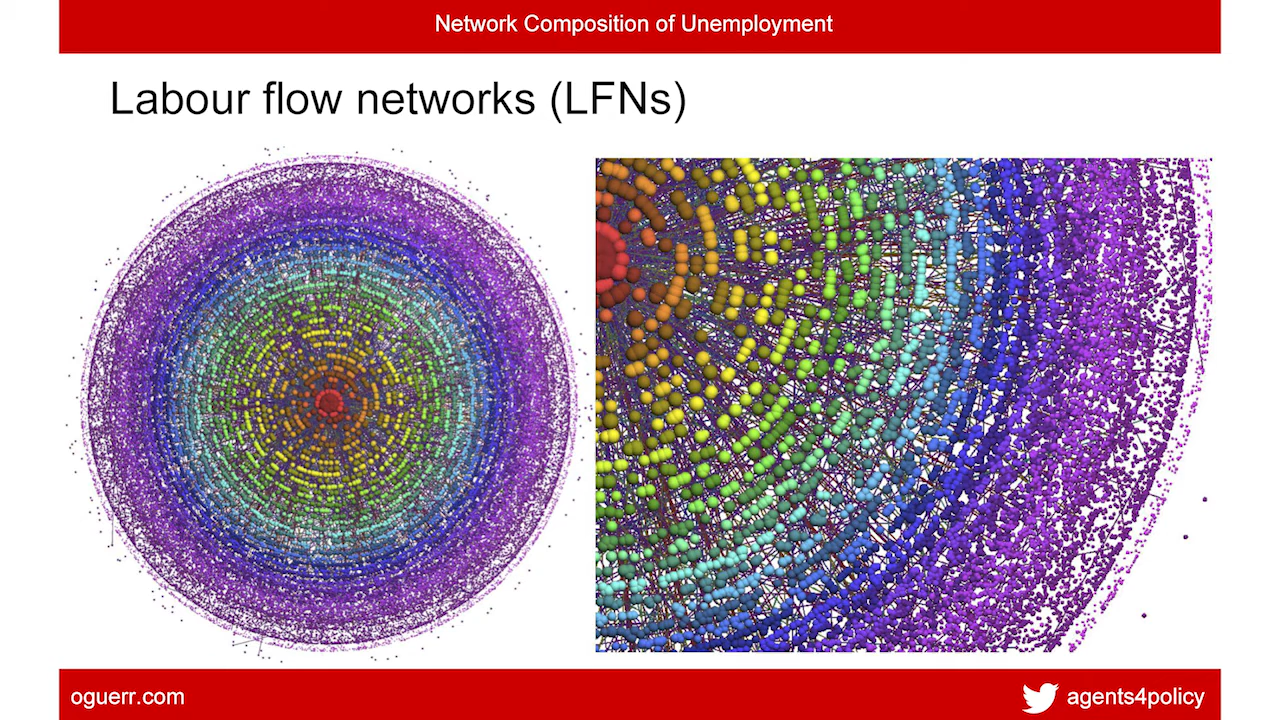 Network Composition of Unemployment
Labour flow networks (LFNs)
oguerr.com
agents4policy